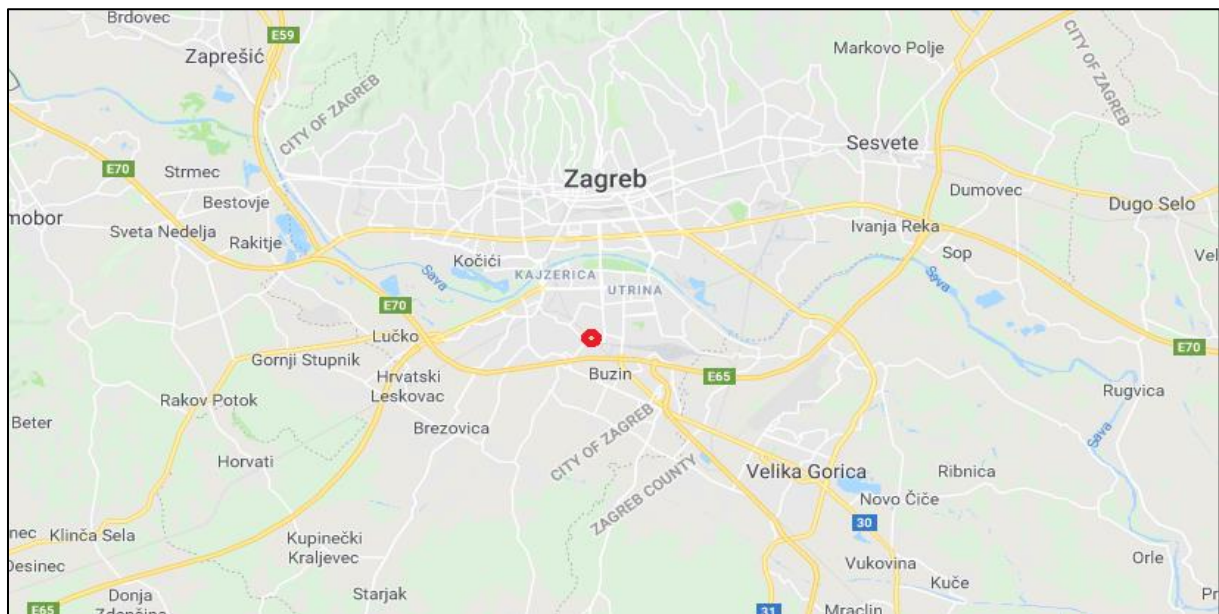 Brdovec
E59
Zaprešić
Markovo Polje
CITY OF ZAGREB
CITY OF ZAGREB
Sesvete
E70
Strmec
Zagreb
Dumovec
Bestovje
Dugo Selo
mobor
Sveta Nedelja
Rakitje
Ivanja Reka
Kočići
Sop
Vel
Sava
KAJZERICA
UTRINA
Sava
E70
Lučko
E70
Gornji Stupnik
Hrvatski
Leskovac
Buzin
E65
Rugvica
Rakov Potok
Beter
Brezovica
CITY OF ZAGREB
Sava
Horvati
ZAGREB COUNTY
Velika Gorica
Ribnica
Novo Čiče
nec
Klinča Sela
30
Kupinečki
Kraljevec
Desinec
Vukovina
Orle
Donja
Zdenčina
Starjak
Kuče
Pr
E65
31
Mraclin